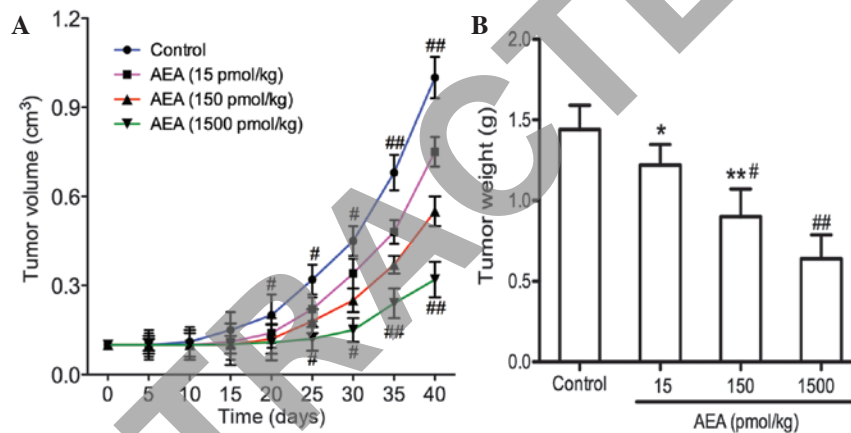 A
Tumor volume (cm3)
1.2
0.9
0.6
0.3
0.0
Control
AEA (15 pmol/kg)
AEA (150 pmol/kg)
AEA (1500 pmol/kg)
#
#
#
##
##
#
#
##
##
0 5 10 15 20 25 30 35 40
Time (days)
B
Tumor weight (g)
2.0
1.5
1.0
0.5
0.0
*
**#
##
Control 15 150 1500
AEA (pmol/kg)
TRACTE